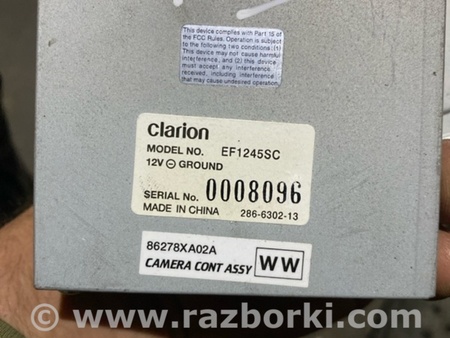 This device complies with Part 15 of
the FCC Rules. Operation is subject
to the following two conditions:(1)
This device may not cause harmful
interference, and (2) this device
must accept any interference
received, including interference
that may cause undesired operation.
clarion
MODEL NO. EF1245SC
12V ⊖ GROUND
SERIAL No. 0008096
MADE IN CHINA 286-6302-13
86278XA02A
CAMERA CONT ASSY WW
www.razborki.com